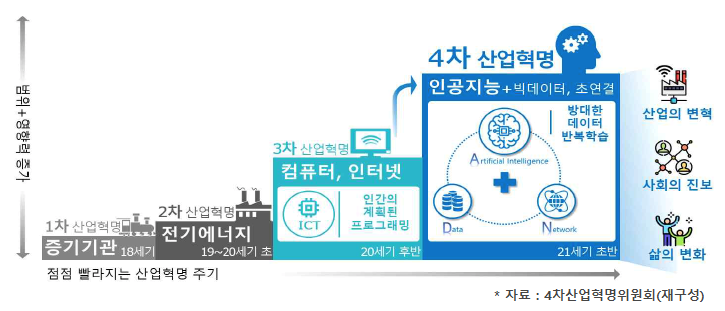 범위+영향력 증가
1차 산업혁명
증기기관 18세기
2차 산업혁명
전기에너지
19~20세기 초
3차 산업혁명
컴퓨터, 인터넷
ICT
인간의
계획된
프로그래밍
20세기 후반
4차 산업혁명
인공지능+빅데이터, 초연결
방대한
데이터
반복학습
Artificial Intelligence
Data
Network
21세기 초반
산업의 변혁
사회의 진보
삶의 변화
점점 빨라지는 산업혁명 주기
* 자료 : 4차산업혁명위원회(재구성)